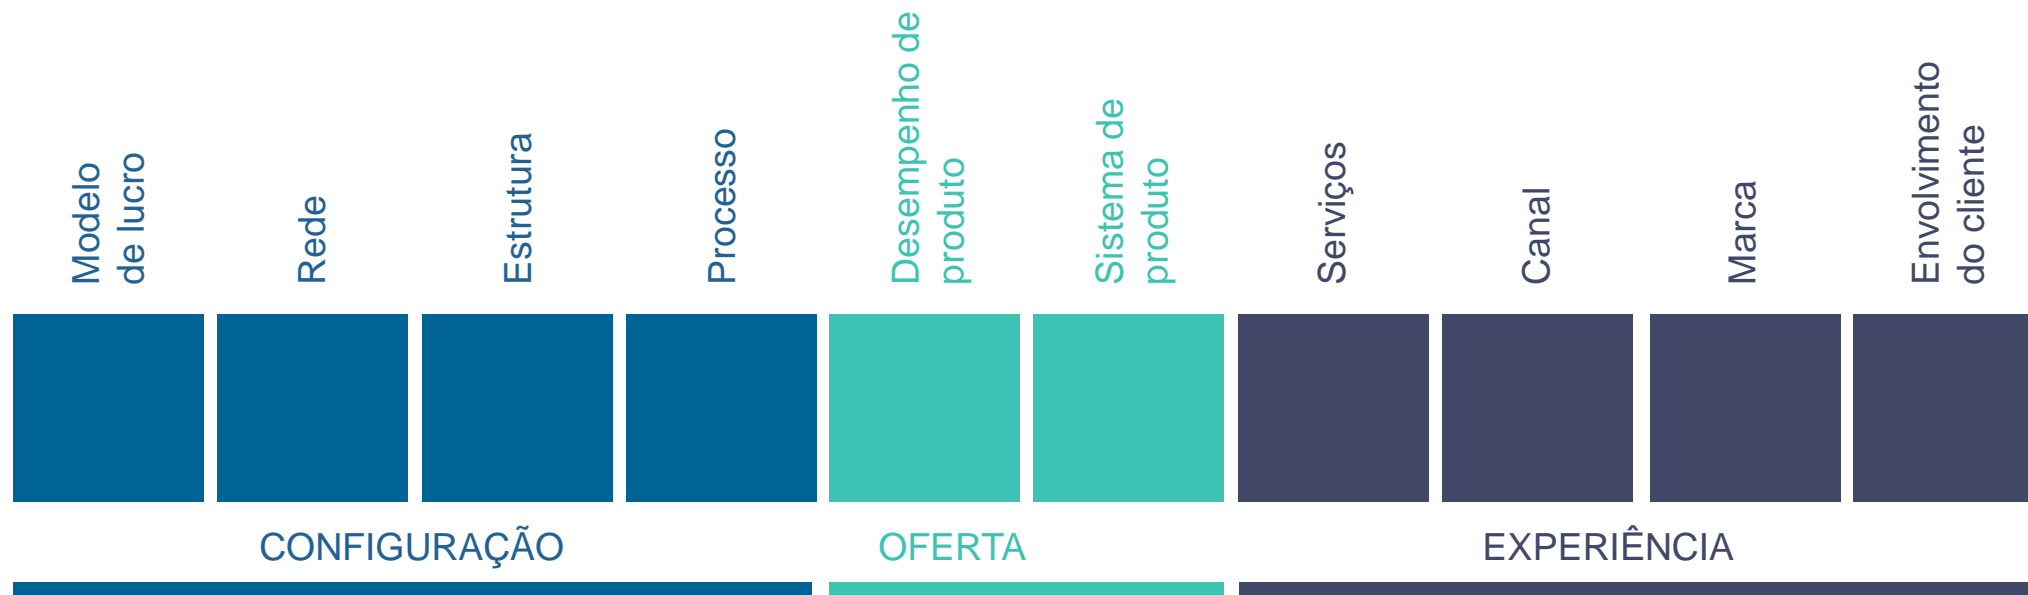 Modelo
de lucro
Rede
Estrutura
Processo
Desempenho de
produto
Sistema de
produto
Serviços
Canal
Marca
Envolvimento
do cliente
CONFIGURAÇÃO
OFERTA
EXPERIÊNCIA